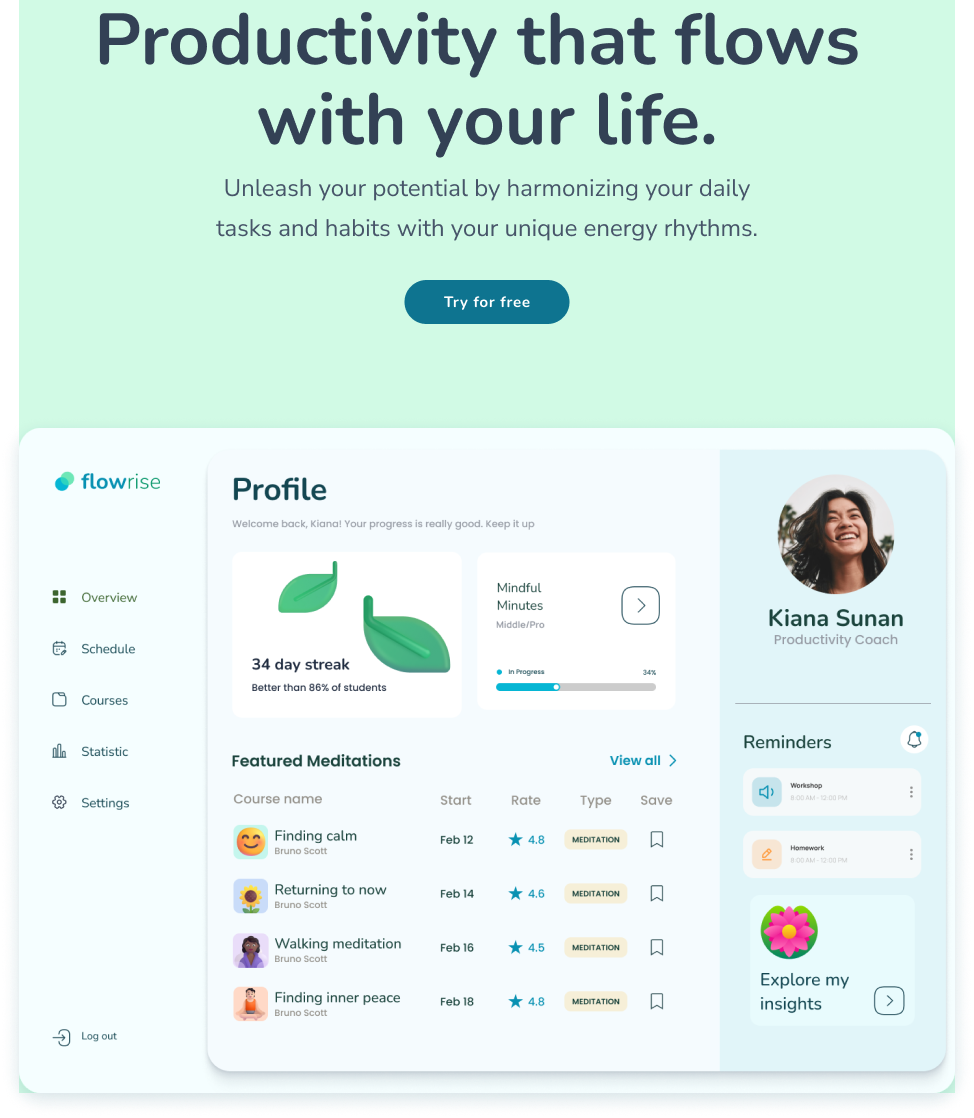 Productivity that flows
with your life.
Unleash your potential by harmonizing your daily
tasks and habits with your unique energy rhythms.
Try for free
flowrise
Overview
Schedule
Courses
Statistic
Settings
Log out
Profile
Welcome back, Kiana! Your progress is really good. Keep it up
34 day streak
Better than 86% of students
Mindful
Minutes
Middle/Pro
In Progress 34%
Featured Meditations View all
Course name Start Rate Type Save
Finding calm
Bruno Scott
Feb 12 4.8 MEDITATION
Returning to now
Bruno Scott
Feb 14 4.6 MEDITATION
Walking meditation
Bruno Scott
Feb 16 4.5 MEDITATION
Finding inner peace
Bruno Scott
Feb 18 4.8 MEDITATION
Kiana Sunan
Productivity Coach
Reminders
Workshop
8:00 AM - 12:00 PM
Homework
8:00 AM - 12:00 PM
Explore my
insights